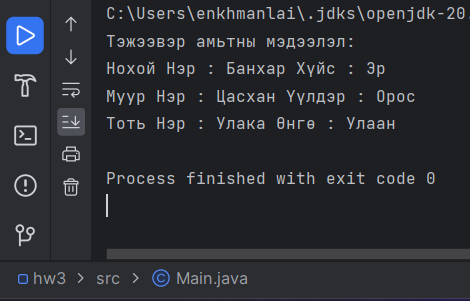 C:\Users\enkhmanlai\.jdks\openjdk-20.
Тэжээвэр амьтны мэдээлэл:
Нохой Нэр : Банхар Хүйс : Эр
Муур Нэр : Цасхан Үүлдэр : Орос
Тоть Нэр : Улака Өнгө : Улаан
Process finished with exit code 0
hw3 > src > Main.java